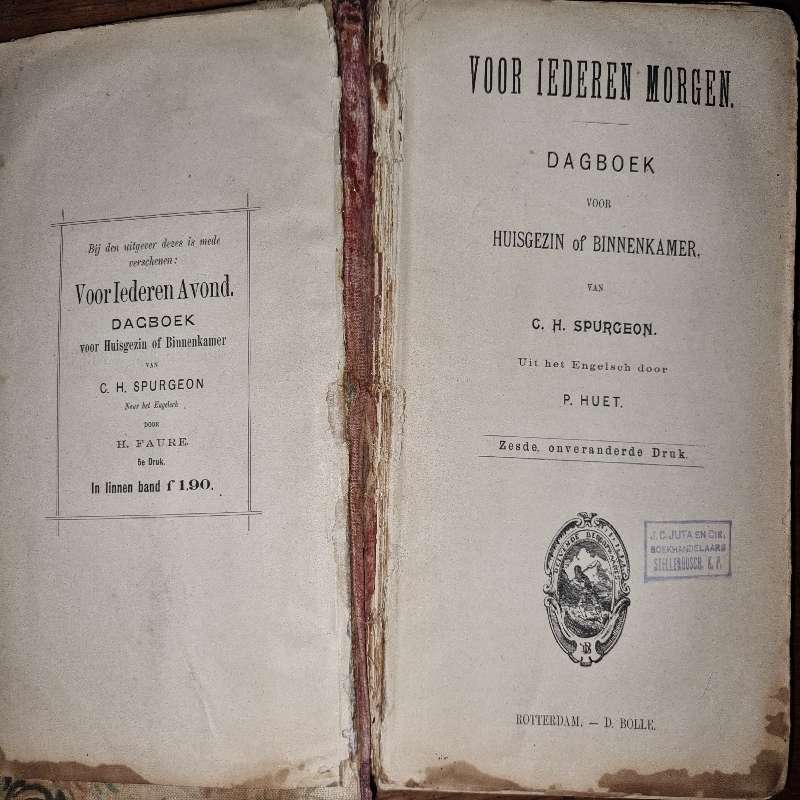 Bij den uitgever dezes is mede
verschenen:
Voor Iederen Avond.
DAGBOEK
voor Huisgezin of Binnenkamer
VAN
C. H. SPURGEON
Naar het Engelsch
DOOR
H. FAURE.
6e Druk.
In linnen band f 1,90.
VOOR IEDEREN MORGEN.
DAGBOEK
VOOR
HUISGEZIN of BINNENKAMER,
VAN
C. H. SPURGEON.
Uit het Engelsch door
P. HUET.
Zesde, onveranderde Druk.
J. C. JUTA EN CIE.
BOEKHANDELAARS
STELLENBOSCH. K. P.
ROTTERDAM. — D. BOLLE.